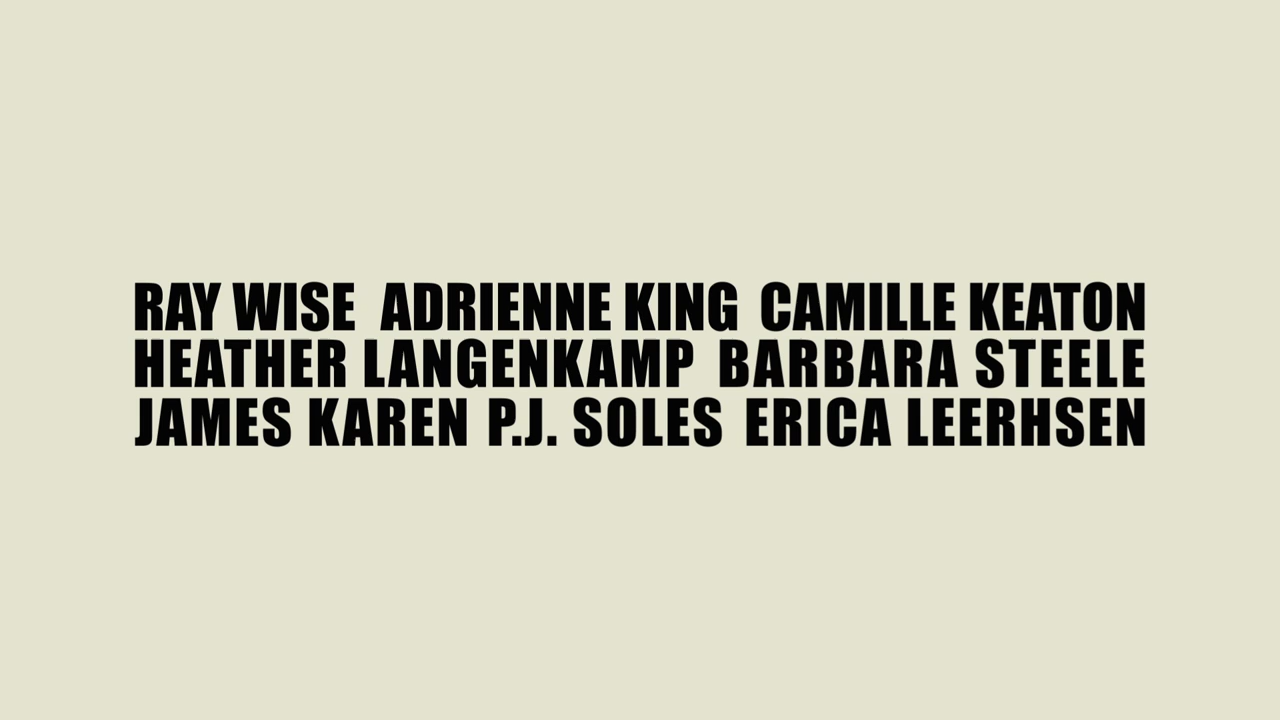 RAY WISE ADRIENNE KING CAMILLE KEATON
HEATHER LANGENKAMP BARBARA STEELE
JAMES KAREN P.J. SOLES ERICA LEERHSEN